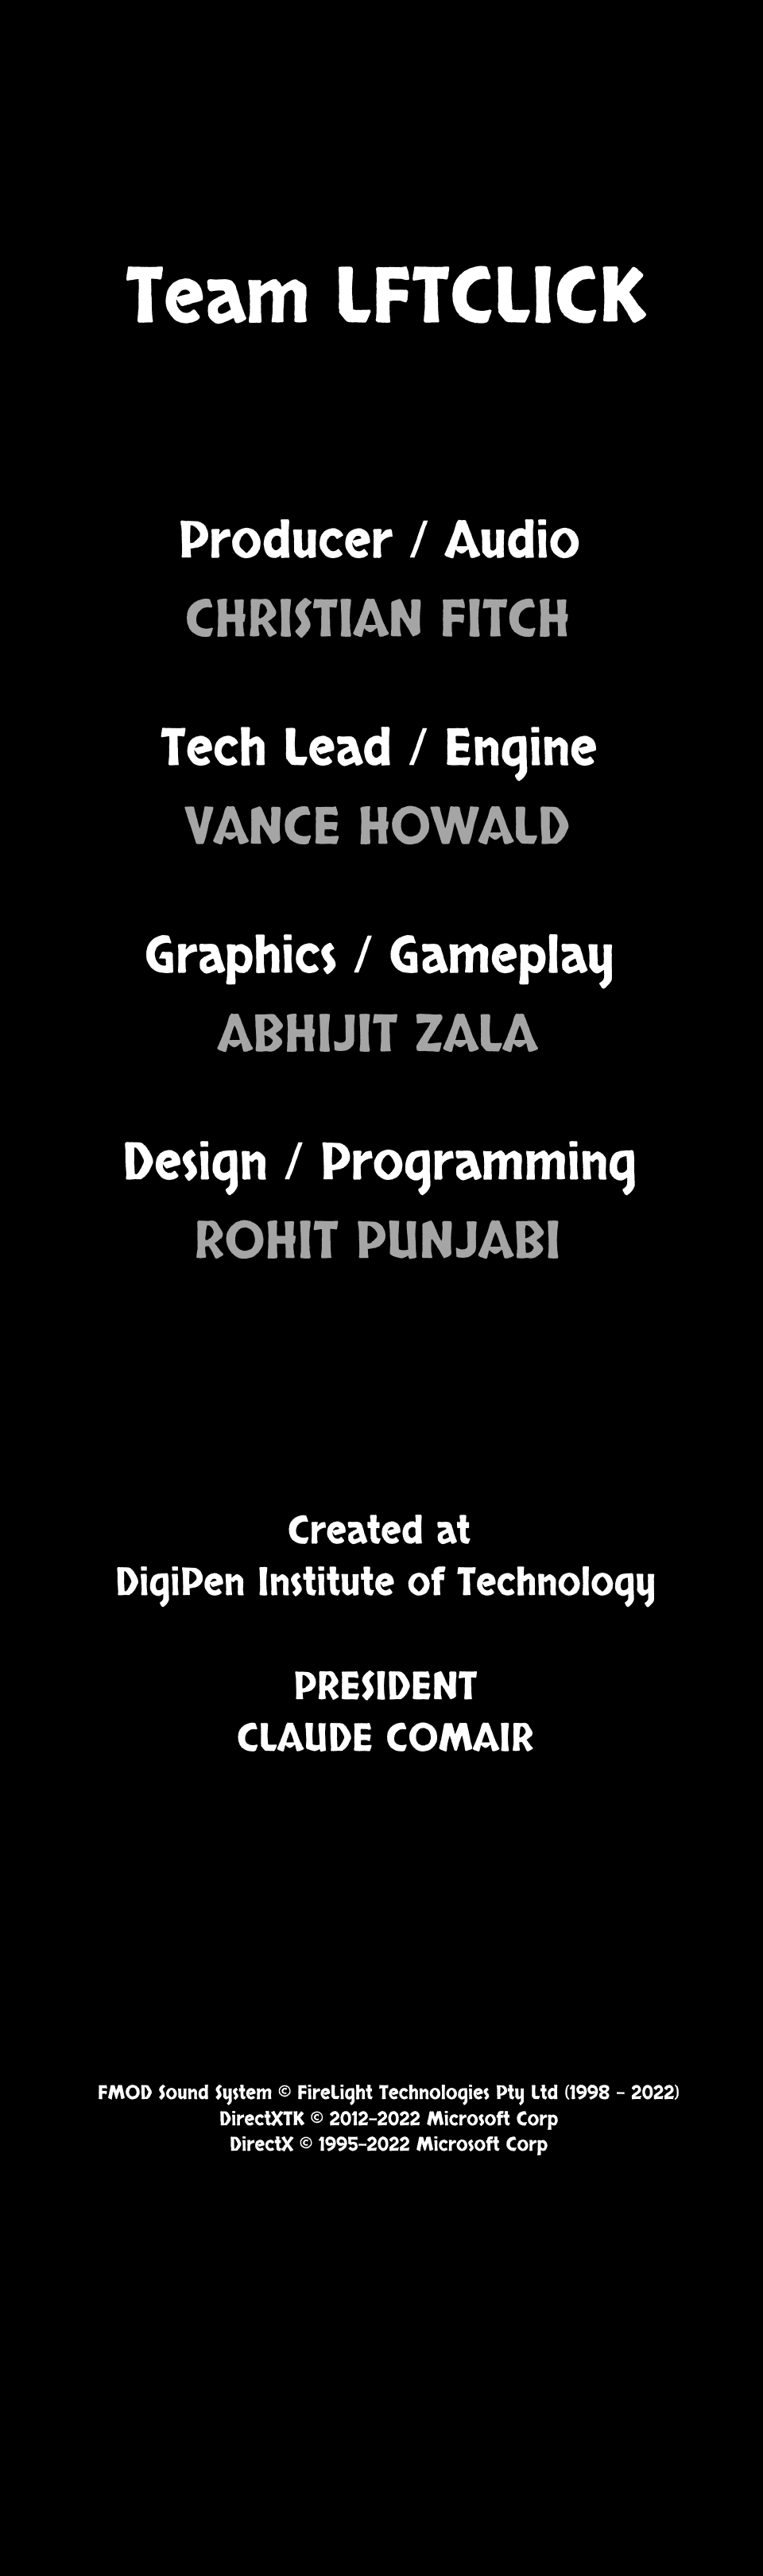 Team LFTCLICK
Producer / Audio
CHRISTIAN FITCH
Tech Lead / Engine
VANCE HOWALD
Graphics / Gameplay
ABHIJIT ZALA
Design / Programming
ROHIT PUNJABI
Created at
DigiPen Institute of Technology
PRESIDENT
CLAUDE COMAIR
FMOD Sound System © FireLight Technologies Pty Ltd (1998 - 2022)
DirectXTK © 2012-2022 Microsoft Corp
DirectX © 1995-2022 Microsoft Corp